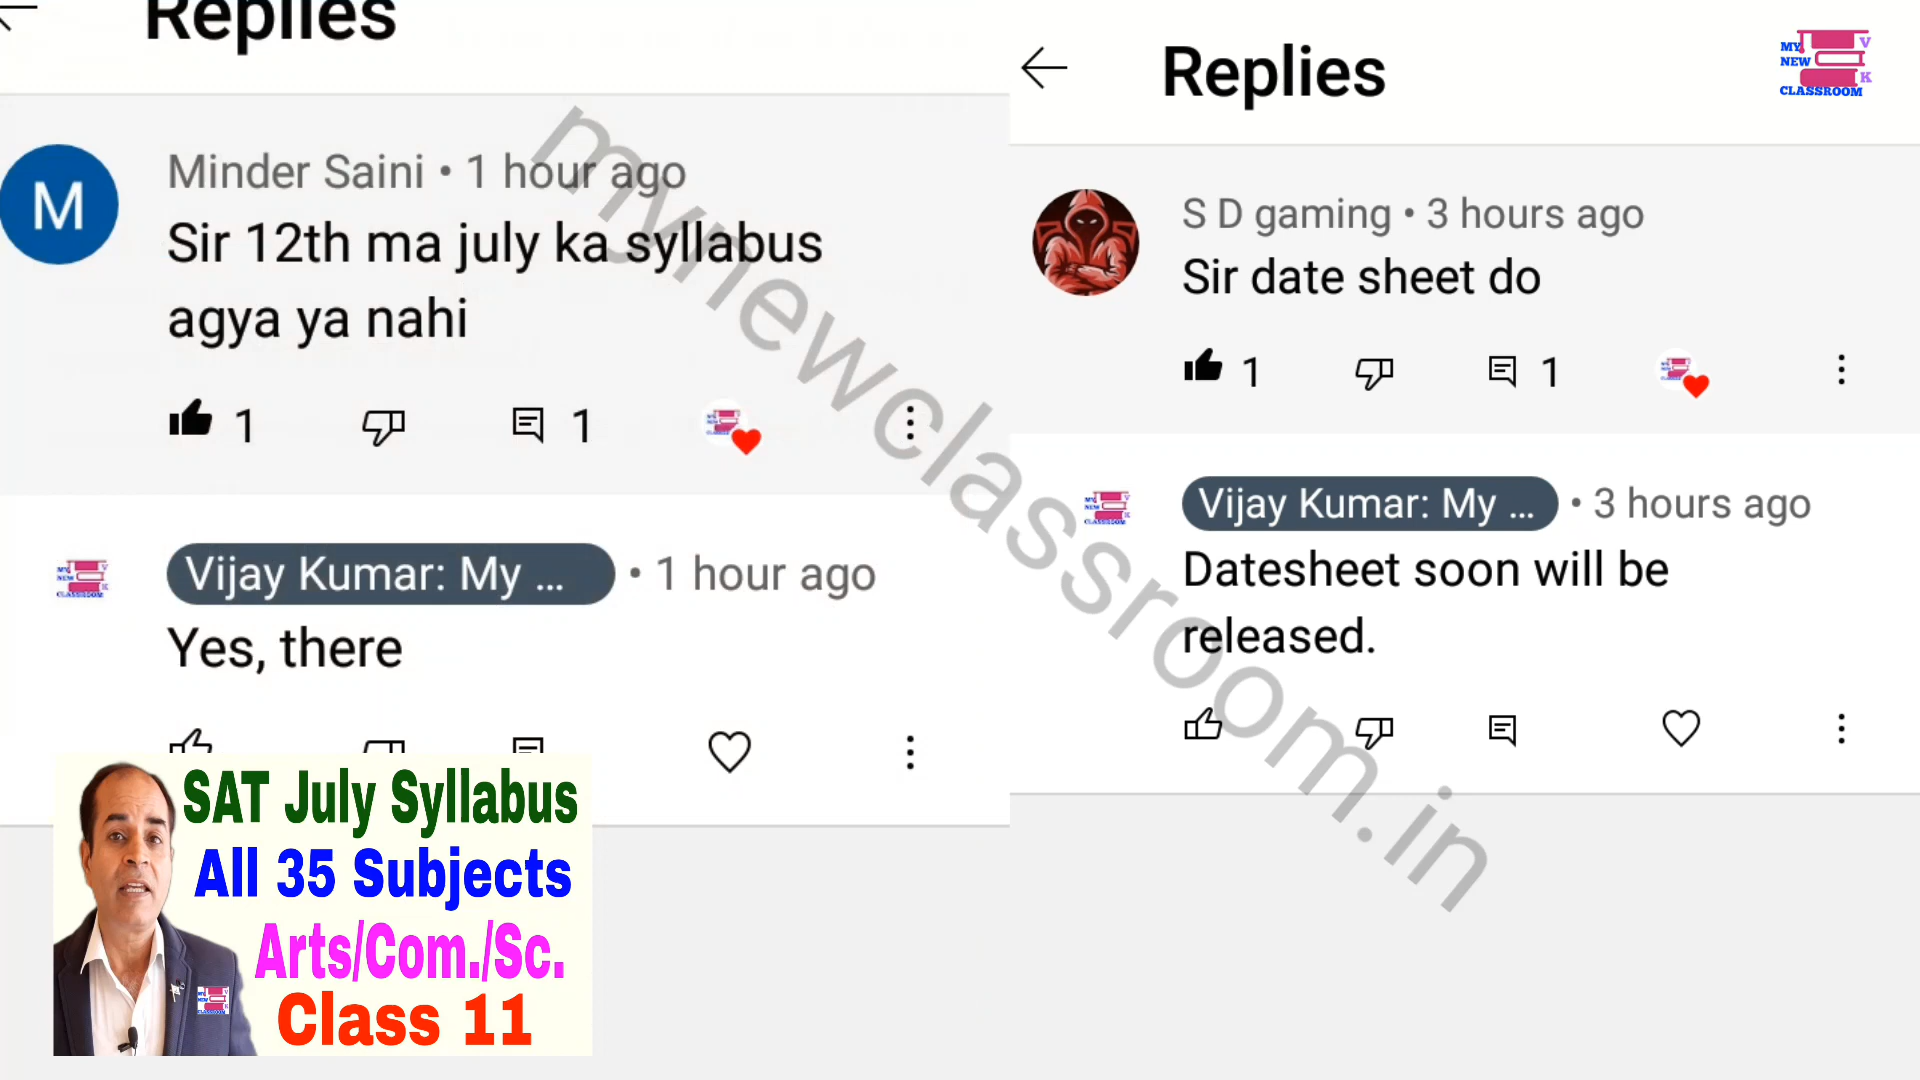 Replies
M
Minder Saini • 1 hour ago
Sir 12th ma july ka syllabus
agya ya nahi
1
1
Vijay Kumar: My ... • 1 hour ago
Yes, there
SAT July Syllabus
All 35 Subjects
Arts/Com./Sc.
Class 11
Replies
MY V
NEW
K
CLASSROOM
S D gaming • 3 hours ago
Sir date sheet do
1
1
Vijay Kumar: My ... • 3 hours ago
Datesheet soon will be
released.
mynewclassroom.in